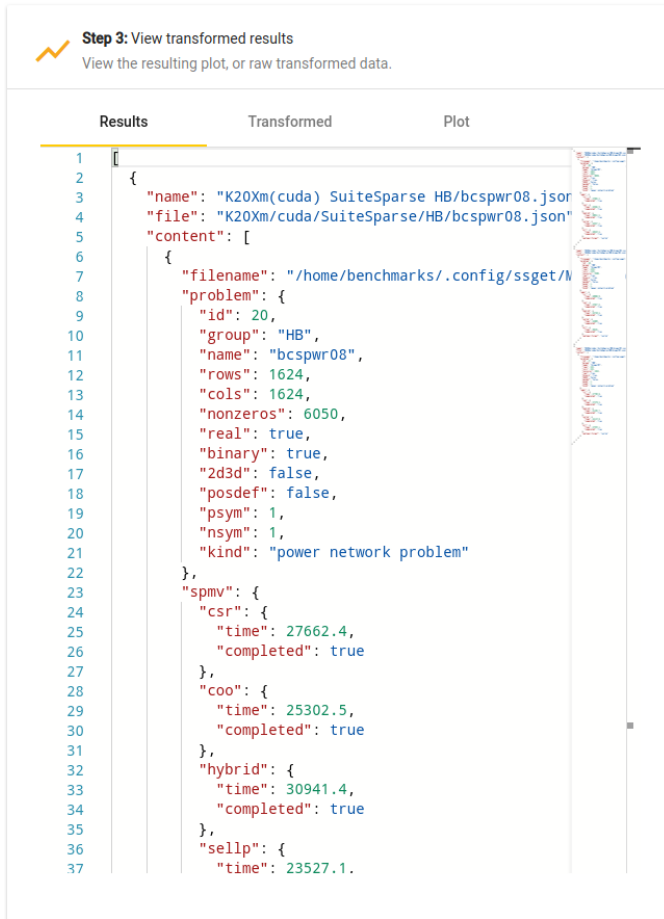 Step 3: View transformed results
View the resulting plot, or raw transformed data.
Results Transformed Plot
1 [
2 {
3 "name": "K20Xm(cuda) SuiteSparse HB/bcspwr08.json
4 "file": "K20Xm/cuda/SuiteSparse/HB/bcspwr08.json"
5 "content": [
6 {
7 "filename": "/home/benchmarks/.config/ssget/M
8 "problem": {
9 "id": 20,
10 "group": "HB",
11 "name": "bcspwr08",
12 "rows": 1624,
13 "cols": 1624,
14 "nonzeros": 6050,
15 "real": true,
16 "binary": true,
17 "2d3d": false,
18 "posdef": false,
19 "psym": 1,
20 "nsym": 1,
21 "kind": "power network problem"
22 },
23 "spmv": {
24 "csr": {
25 "time": 27662.4,
26 "completed": true
27 },
28 "coo": {
29 "time": 25302.5,
30 "completed": true
31 },
32 "hybrid": {
33 "time": 30941.4,
34 "completed": true
35 },
36 "sellp": {
37 "time": 23527.1,